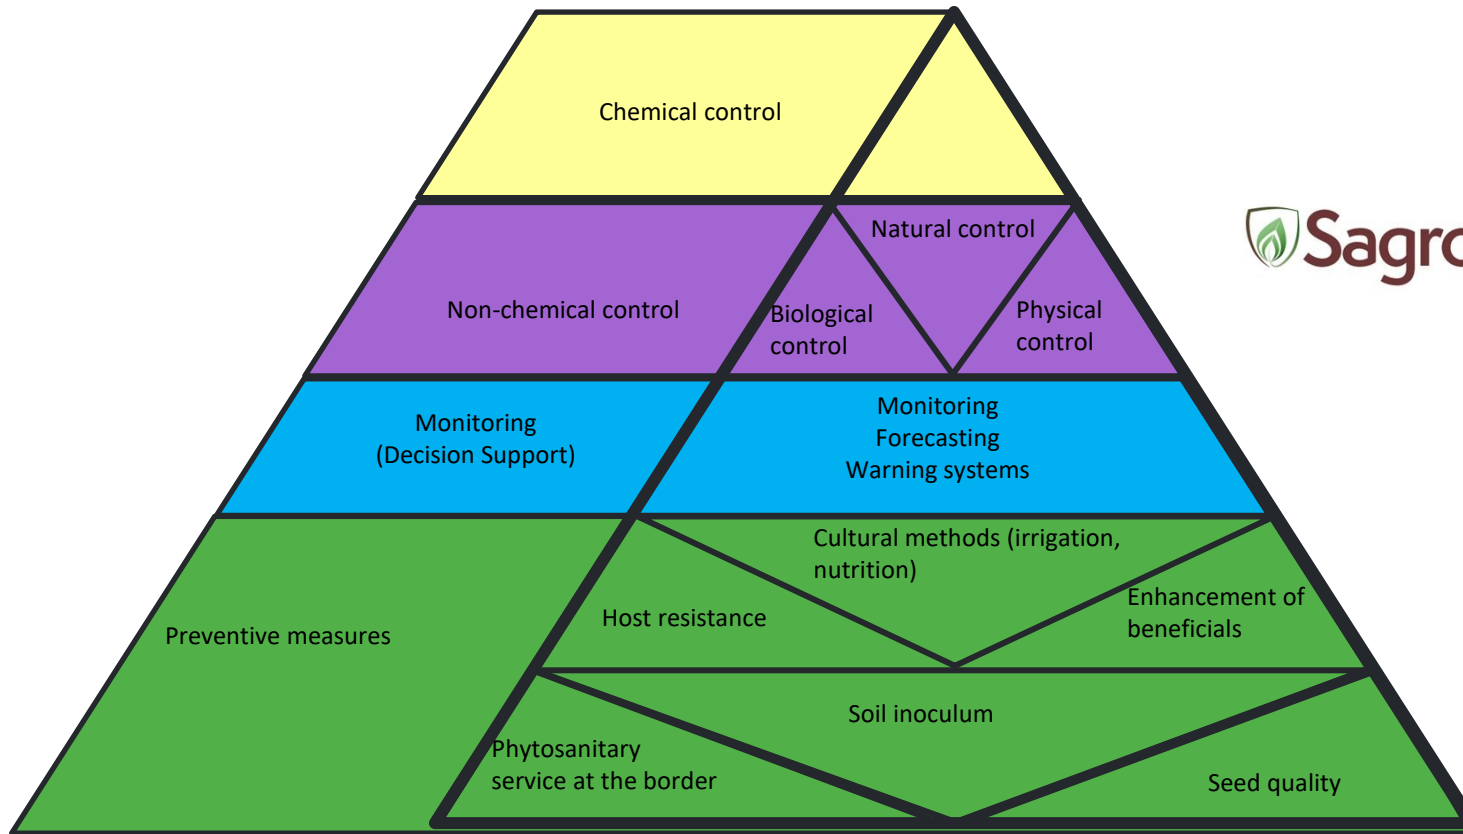 Chemical control
Natural control
Sagro
Non-chemical control
Biological
control
Physical
control
Monitoring
(Decision Support)
Monitoring
Forecasting
Warning systems
Cultural methods (irrigation,
nutrition)
Host resistance
Enhancement of
beneficials
Preventive measures
Soil inoculum
Phytosanitary
service at the border
Seed quality